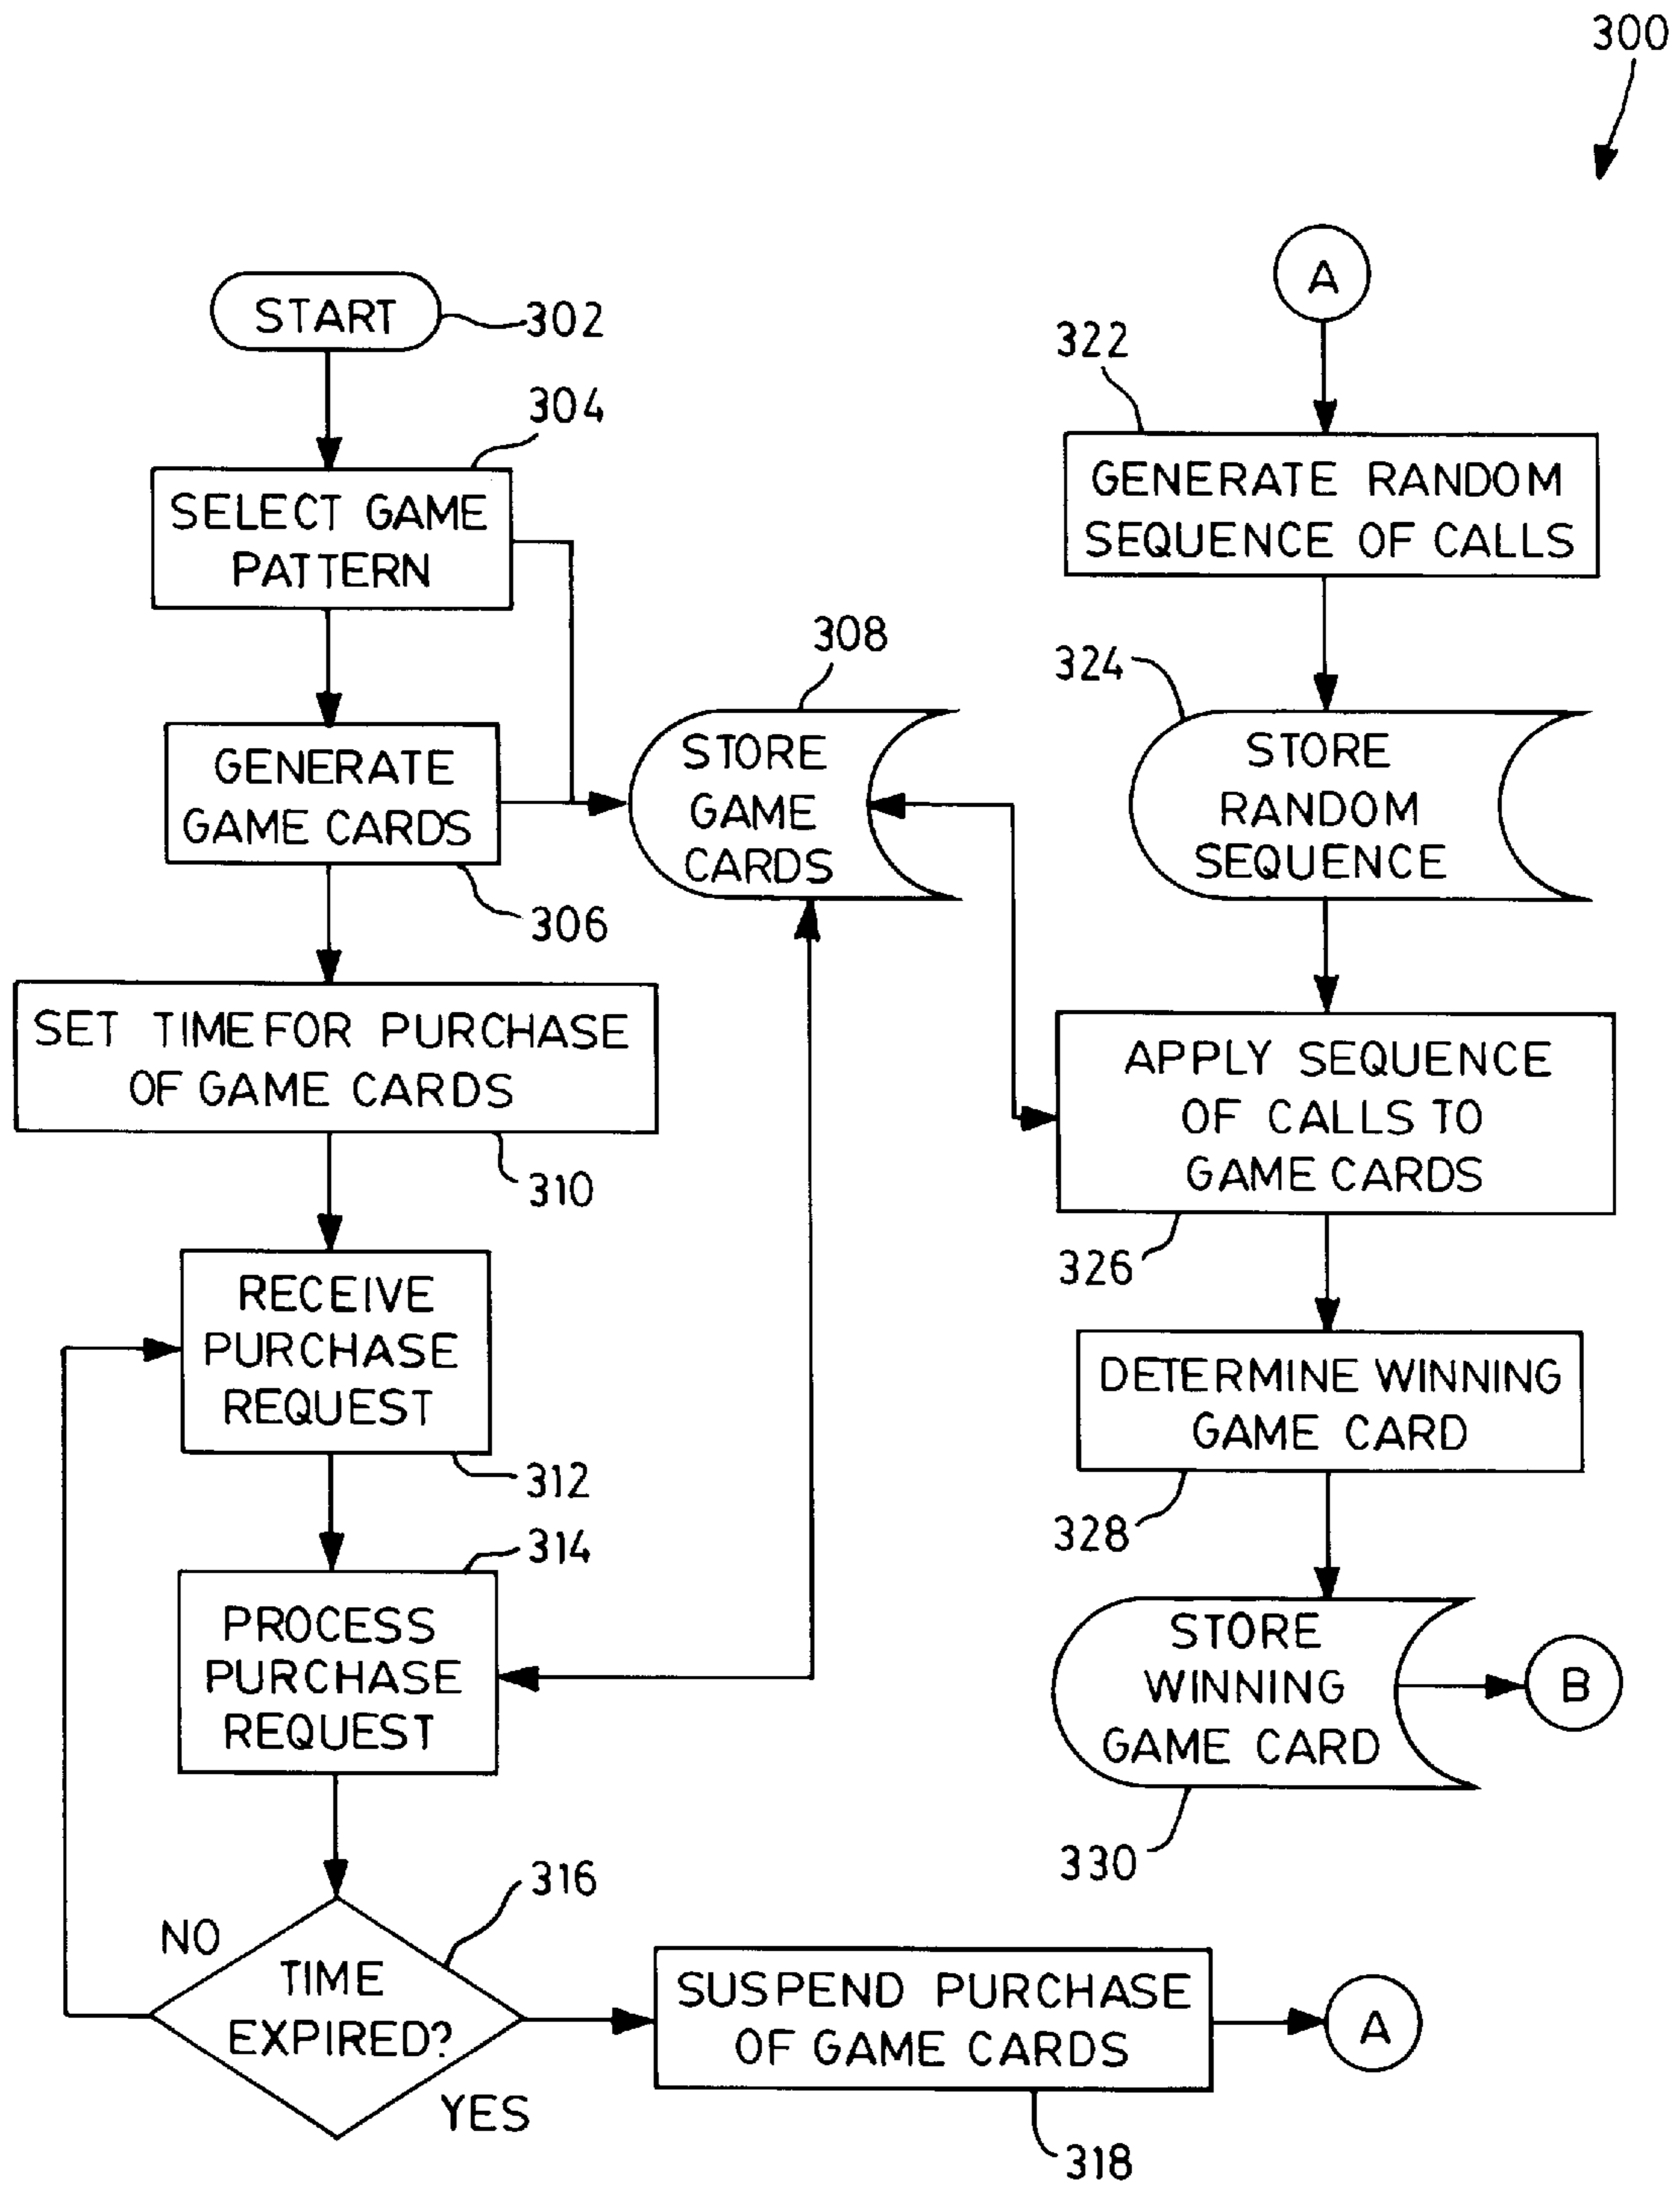 300
START
302
304
SELECT GAME
PATTERN
GENERATE
GAME CARDS
306
308
STORE
GAME
CARDS
SET TIME FOR PURCHASE
OF GAME CARDS
310
RECEIVE
PURCHASE
REQUEST
312
314
PROCESS
PURCHASE
REQUEST
316
NO
TIME
EXPIRED?
YES
SUSPEND PURCHASE
OF GAME CARDS
318
A
A
322
GENERATE RANDOM
SEQUENCE OF CALLS
324
STORE
RANDOM
SEQUENCE
APPLY SEQUENCE
OF CALLS TO
GAME CARDS
326
DETERMINE WINNING
GAME CARD
328
STORE
WINNING
GAME CARD
B
330